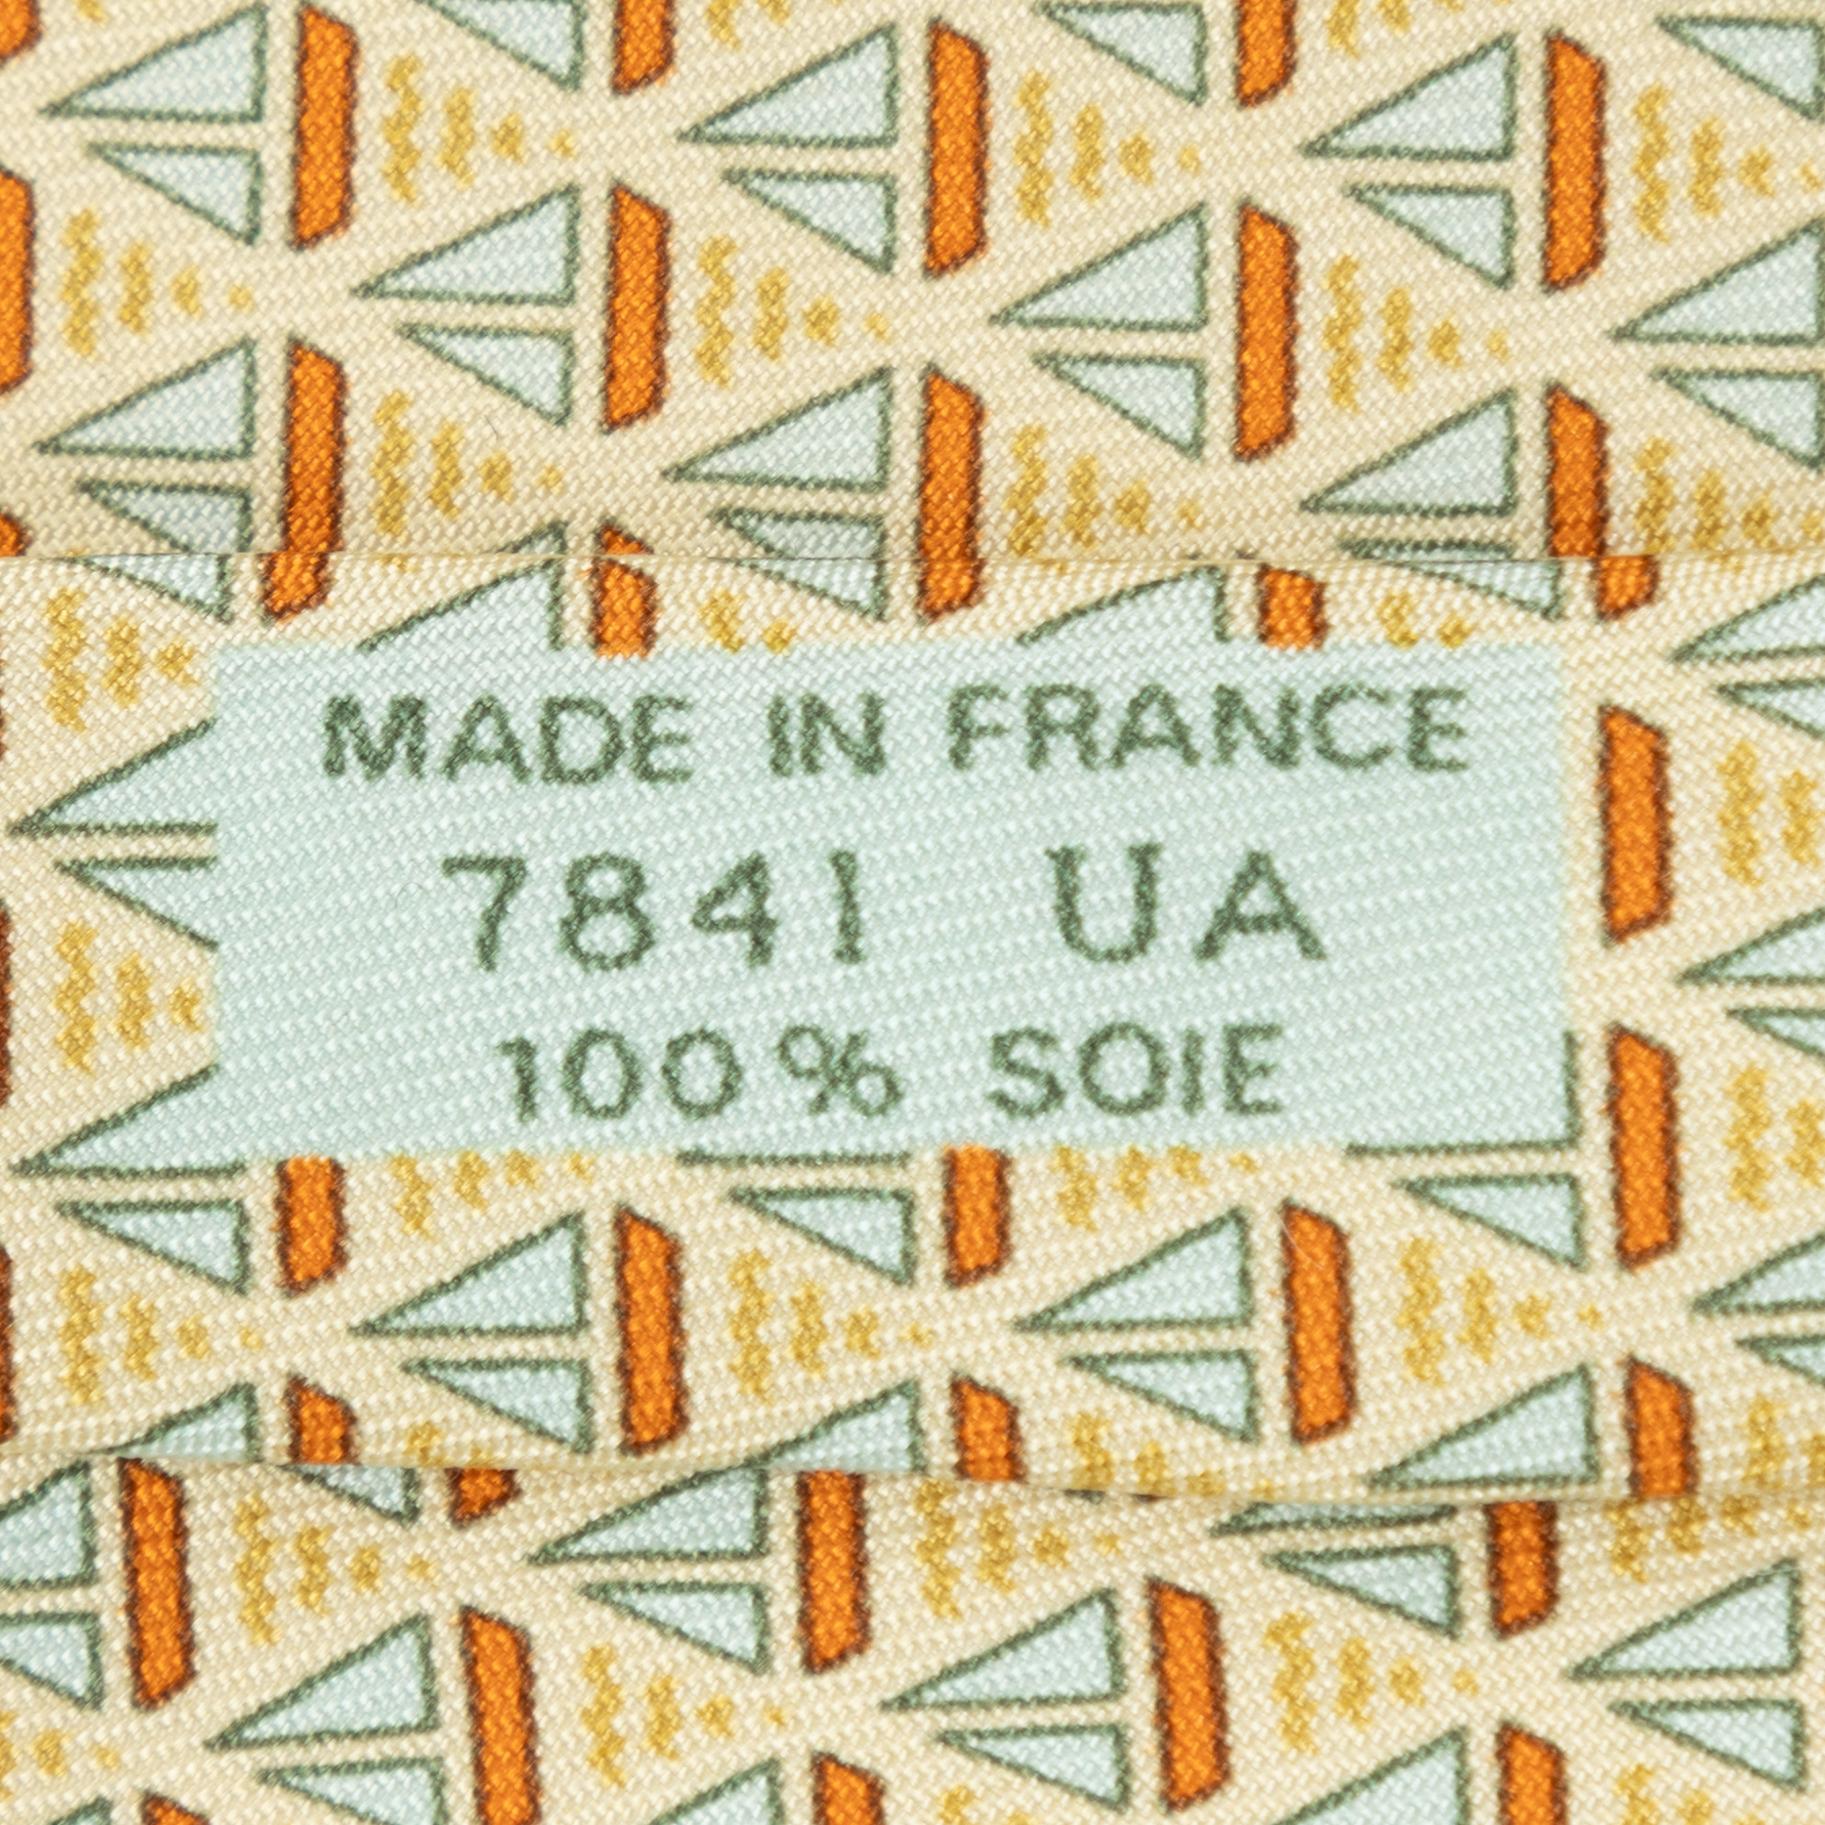 MADE IN FRANCE
7841 UA
100% SOIE